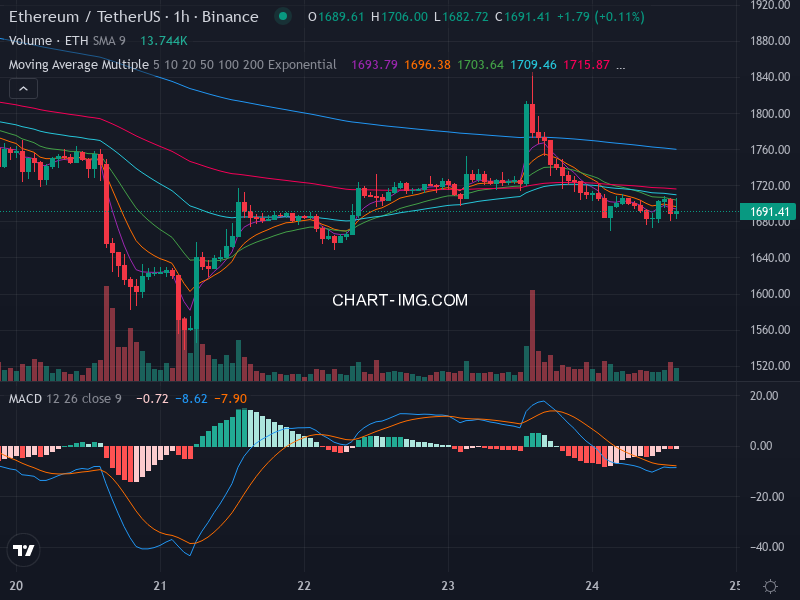 Ethereum / TetherUS · 1h · Binance O1689.61 H1706.00 L1682.72 C1691.41 +1.79 (+0.11%)
Volume · ETH SMA 9 13.744K
Moving Average Multiple 5 10 20 50 100 200 Exponential 1693.79 1696.38 1703.64 1709.46 1715.87 ...
1920.00
1880.00
1840.00
1800.00
1760.00
1720.00
1691.41
1680.00
1640.00
1600.00
1560.00
1520.00
CHART-IMG.COM
MACD 12 26 close 9 −0.72 −8.62 −7.90
20.00
0.00
−20.00
−40.00
20 21 22 23 24 25